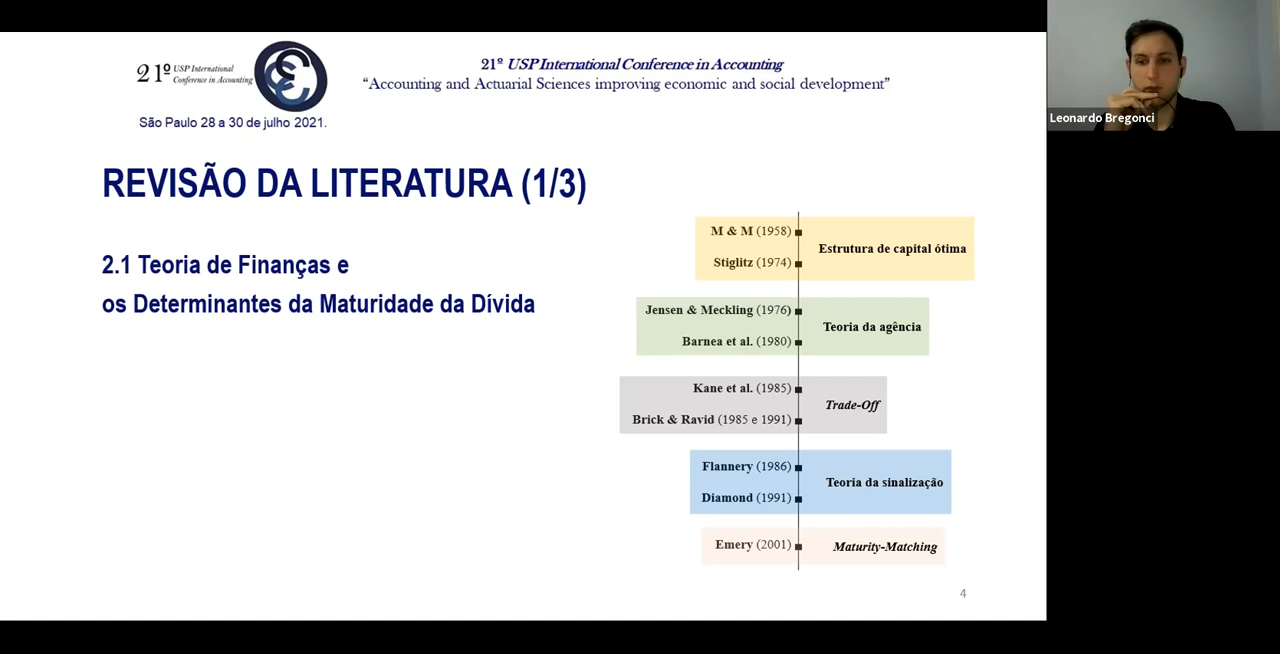 21º USP International
Conference in Accounting
São Paulo 28 a 30 de julho 2021.
21º USP International Conference in Accounting
“Accounting and Actuarial Sciences improving economic and social development”
Leonardo Bregonci
REVISÃO DA LITERATURA (1/3)
2.1 Teoria de Finanças e
os Determinantes da Maturidade da Dívida
M & M (1958)
Stiglitz (1974)
Estrutura de capital ótima
Jensen & Meckling (1976)
Barnea et al. (1980)
Teoria da agência
Kane et al. (1985)
Brick & Ravid (1985 e 1991)
Trade-Off
Flannery (1986)
Diamond (1991)
Teoria da sinalização
Emery (2001)
Maturity-Matching
4